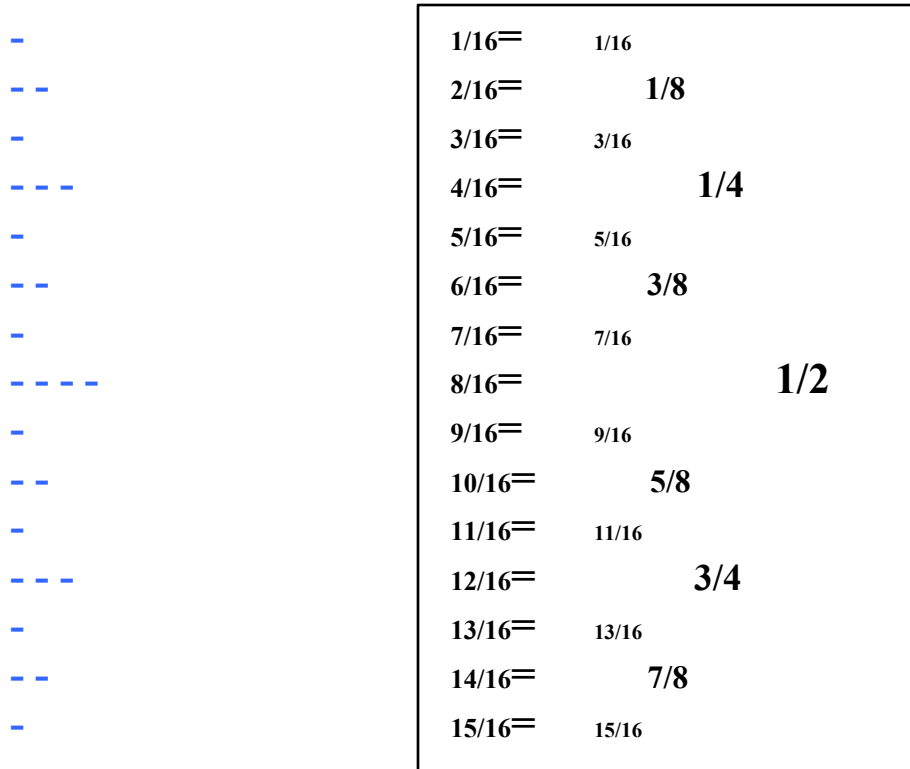 - 1/16= 1/16
- - 2/16= 1/8
- 3/16= 3/16
- - - 4/16= 1/4
- 5/16= 5/16
- - 6/16= 3/8
- 7/16= 7/16
- - - - 8/16= 1/2
- 9/16= 9/16
- - 10/16= 5/8
- 11/16= 11/16
- - - 12/16= 3/4
- 13/16= 13/16
- - 14/16= 7/8
- 15/16= 15/16